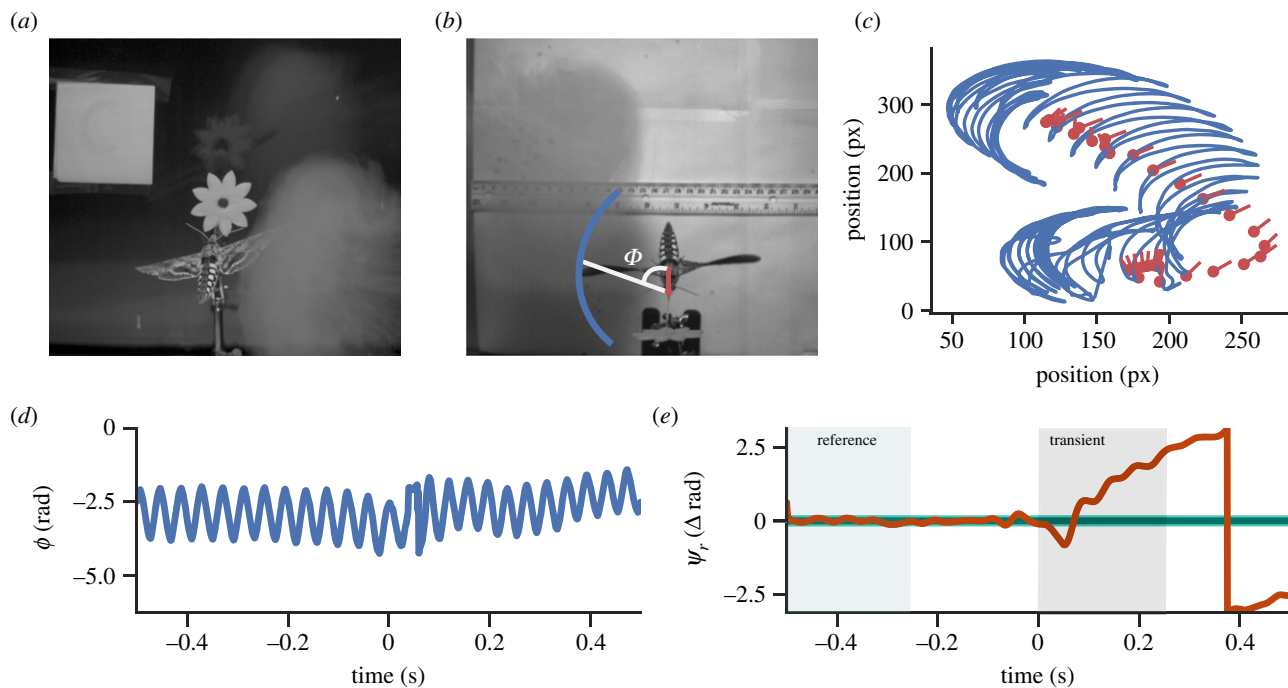 (a)
(b)
Φ
(c)
position (px)
300
200
100
0
50 100 150 200 250
position (px)
(d)
ϕ (rad)
0
–2.5
–5.0
–0.4 –0.2 0 0.2 0.4
time (s)
(e)
ψr (Δ rad)
reference
transient
2.5
0
–2.5
–0.4 –0.2 0 0.2 0.4
time (s)